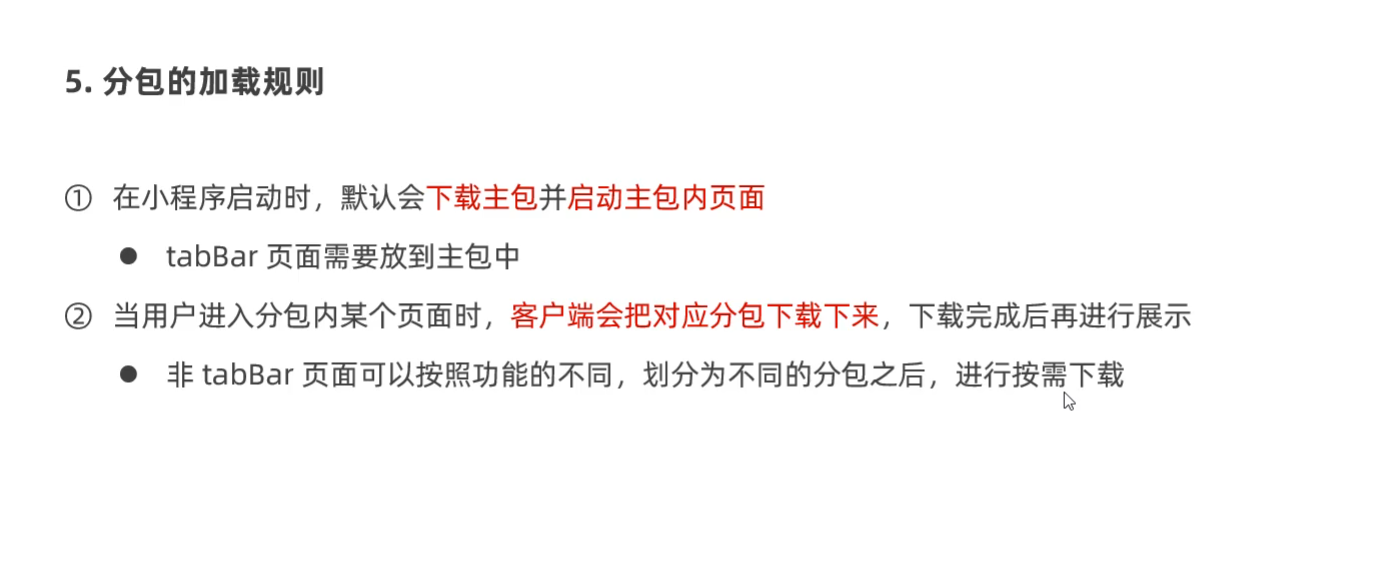 5. 分包的加载规则
① 在小程序启动时，默认会下载主包并启动主包内页面
● tabBar 页面需要放到主包中
② 当用户进入分包内某个页面时，客户端会把对应分包下载下来，下载完成后再进行展示
● 非 tabBar 页面可以按照功能的不同，划分为不同的分包之后，进行按需下载